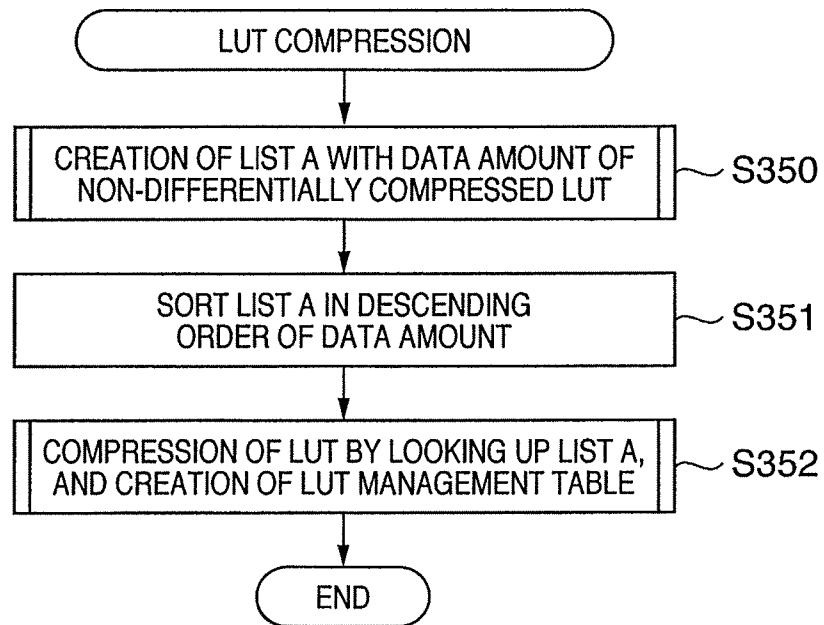 LUT COMPRESSION
CREATION OF LIST A WITH DATA AMOUNT OF
NON-DIFFERENTIALLY COMPRESSED LUT
S350
SORT LIST A IN DESCENDING
ORDER OF DATA AMOUNT
S351
COMPRESSION OF LUT BY LOOKING UP LIST A,
AND CREATION OF LUT MANAGEMENT TABLE
S352
END